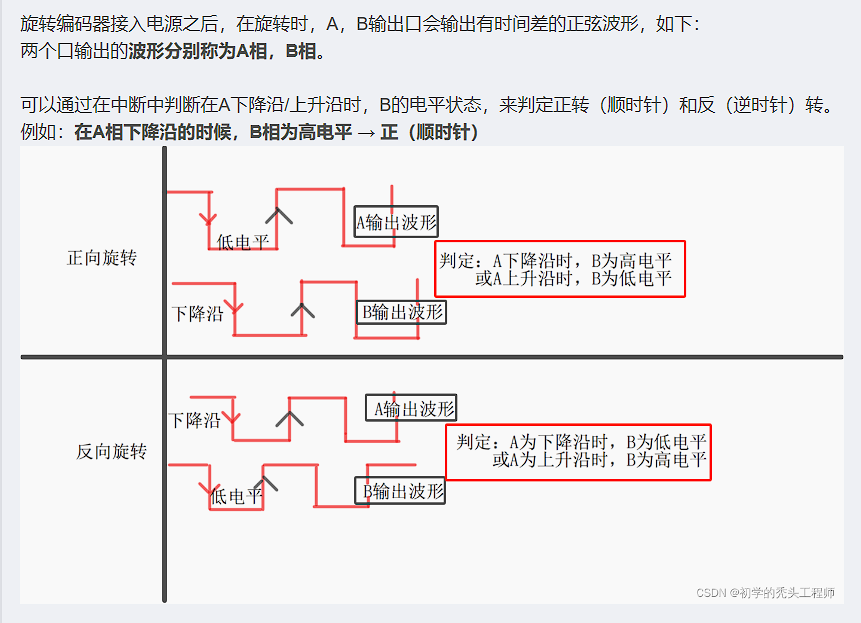 旋转编码器接入电源之后，在旋转时，A，B输出口会输出有时间差的正弦波形，如下：
两个口输出的波形分别称为A相，B相。
可以通过在中断中判断在A下降沿/上升沿时，B的电平状态，来判定正转（顺时针）和反（逆时针）转。
例如：在A相下降沿的时候，B相为高电平 → 正（顺时针）
低电平
A输出波形
正向旋转
判定：A下降沿时，B为高电平
或A上升沿时，B为低电平
下降沿
B输出波形
下降沿
A输出波形
反向旋转
判定：A为下降沿时，B为低电平
或A为上升沿时，B为高电平
低电平
B输出波形
CSDN @初学的秃头工程师